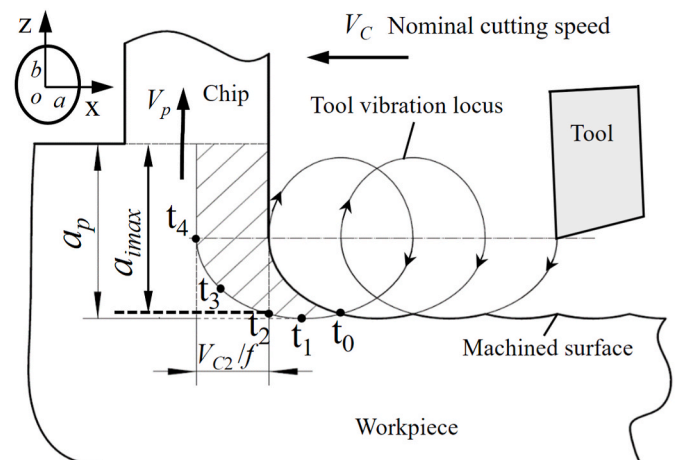 z
V_C Nominal cutting speed
b
o a
x
V_p
Chip
Tool vibration locus
Tool
a_p
a_imax
t_4
t_3
t_2
t_1
t_0
V_C2/f
Machined surface
Workpiece